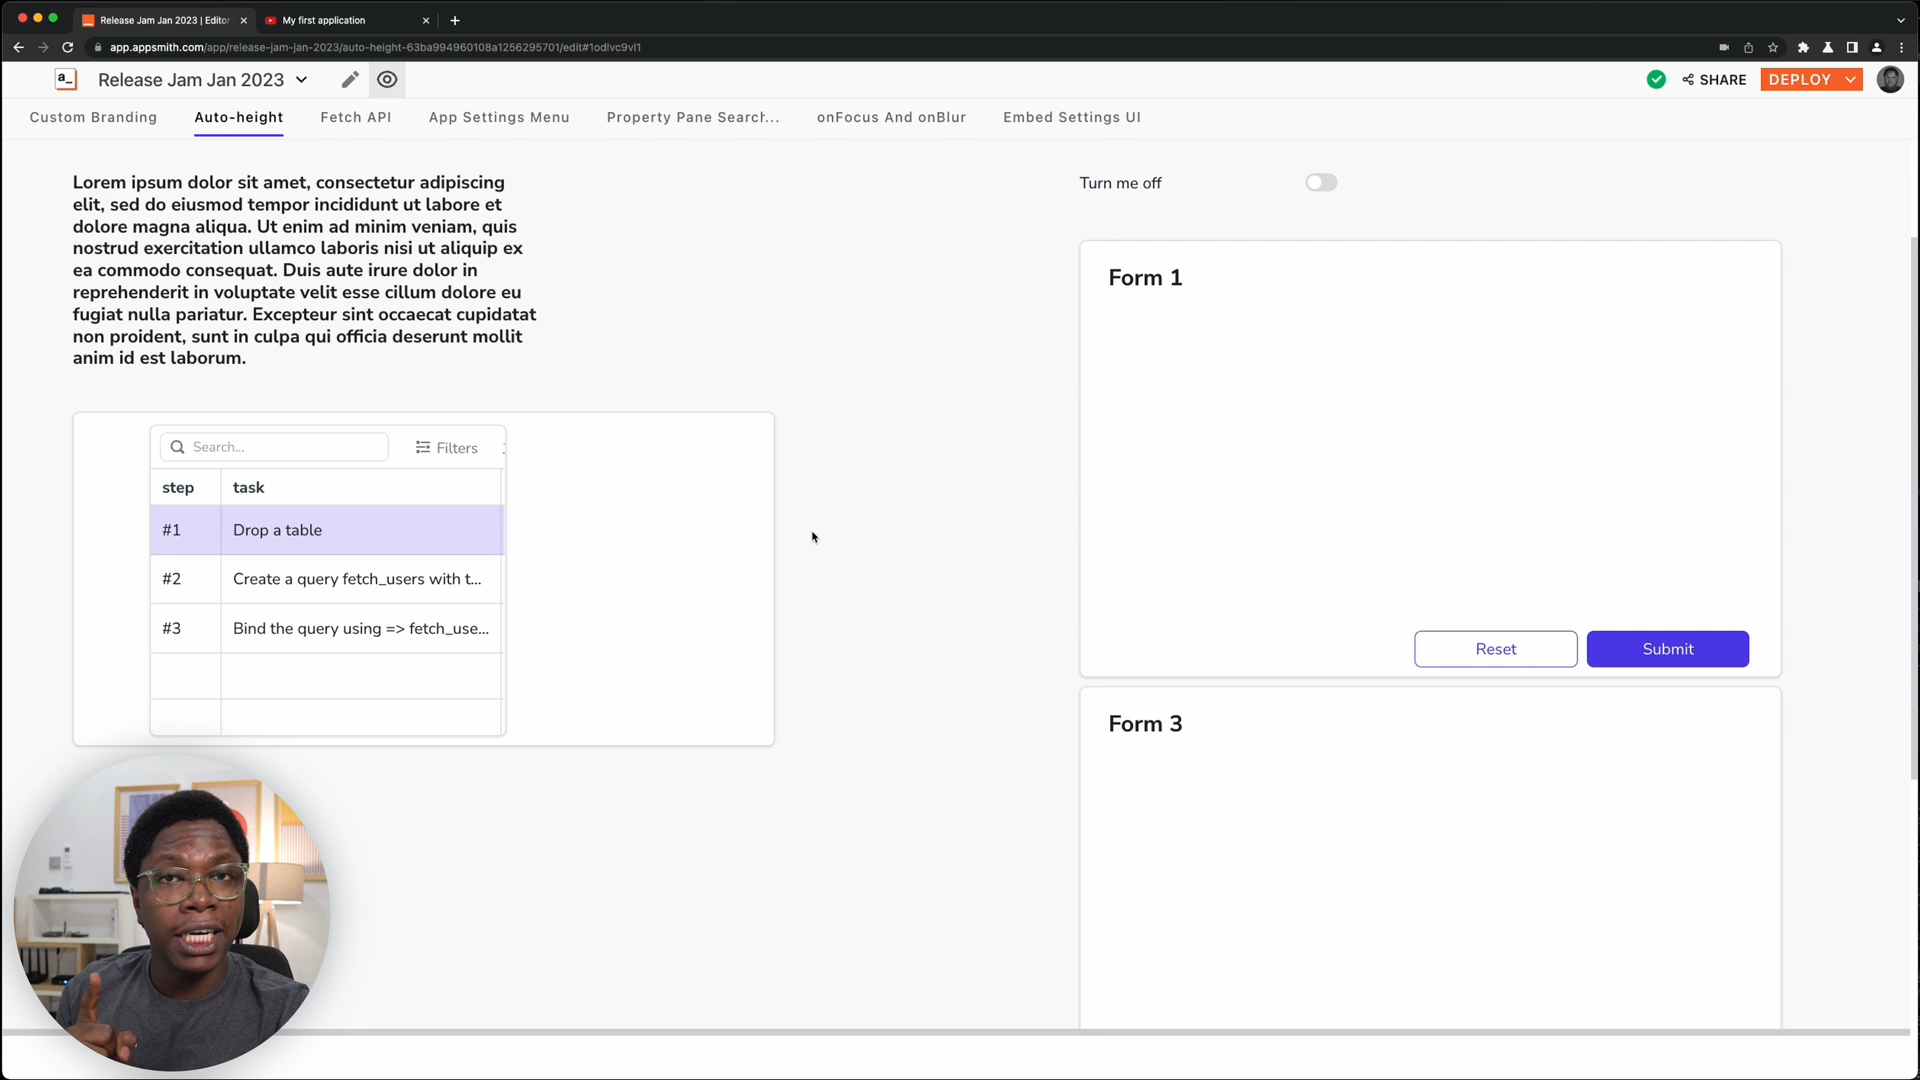 Release Jam Jan 2023 | Editor
My first application
app.appsmith.com/app/release-jam-jan-2023/auto-height-63ba994960108a1256295701/edit#1odlvc9vl1
a_
Release Jam Jan 2023
SHARE
DEPLOY
Custom Branding
Auto-height
Fetch API
App Settings Menu
Property Pane Search...
onFocus And onBlur
Embed Settings UI
Lorem ipsum dolor sit amet, consectetur adipiscing
elit, sed do eiusmod tempor incididunt ut labore et
dolore magna aliqua. Ut enim ad minim veniam, quis
nostrud exercitation ullamco laboris nisi ut aliquip ex
ea commodo consequat. Duis aute irure dolor in
reprehenderit in voluptate velit esse cillum dolore eu
fugiat nulla pariatur. Excepteur sint occaecat cupidatat
non proident, sunt in culpa qui officia deserunt mollit
anim id est laborum.
Turn me off
Form 1
Search...
Filters
step
task
#1
Drop a table
#2
Create a query fetch_users with t...
#3
Bind the query using => fetch_use...
Reset
Submit
Form 3